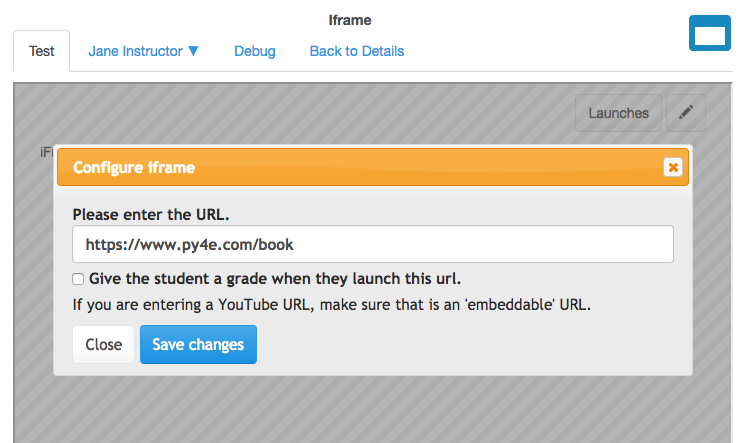 Iframe
Test Jane Instructor ▼ Debug Back to Details
Launches
iFr
Configure iframe
Please enter the URL.
https://www.py4e.com/book
Give the student a grade when they launch this url.
If you are entering a YouTube URL, make sure that is an 'embeddable' URL.
Close Save changes